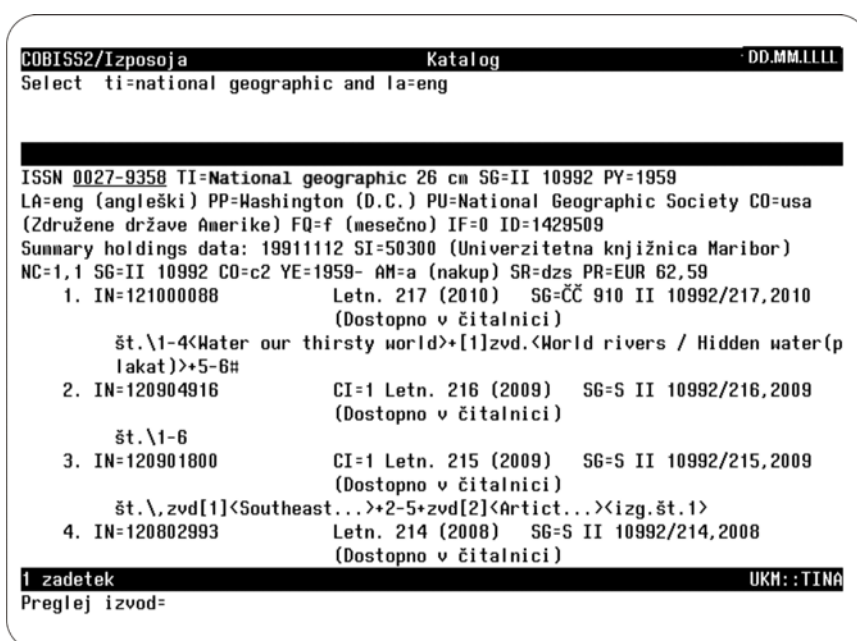 COBISS2/Izposoja Katalog DD.MM.LLLL
Select ti=national geographic and la=eng
ISSN 0027-9358 TI=National geographic 26 cm SG=II 10992 PY=1959
LA=eng (angleški) PP=Washington (D.C.) PU=National Geographic Society CO=usa
(Združene države Amerike) FQ=f (mesečno) IF=0 ID=1429509
Summary holdings data: 19911112 SI=50300 (Univerzitetna knjižnica Maribor)
NC=1,1 SG=II 10992 CO=c2 YE=1959- AM=a (nakup) SR=dzs PR=EUR 62,59
1. IN=121000088 Letn. 217 (2010) SG=ČČ 910 II 10992/217,2010
(Dostopno v čitalnici)
št.\1-4<Water our thirsty world>+[1]zvd.<World rivers / Hidden water(p
lakat)>+5-6#
2. IN=120904916 CI=1 Letn. 216 (2009) SG=S II 10992/216,2009
(Dostopno v čitalnici)
št.\1-6
3. IN=120901800 CI=1 Letn. 215 (2009) SG=S II 10992/215,2009
(Dostopno v čitalnici)
št.\,zvd[1]<Southeast...>+2-5+zvd[2]<Artict...><izg.št.1>
4. IN=120802993 Letn. 214 (2008) SG=S II 10992/214,2008
(Dostopno v čitalnici)
1 zadetek UKM::TINA
Preglej izvod=